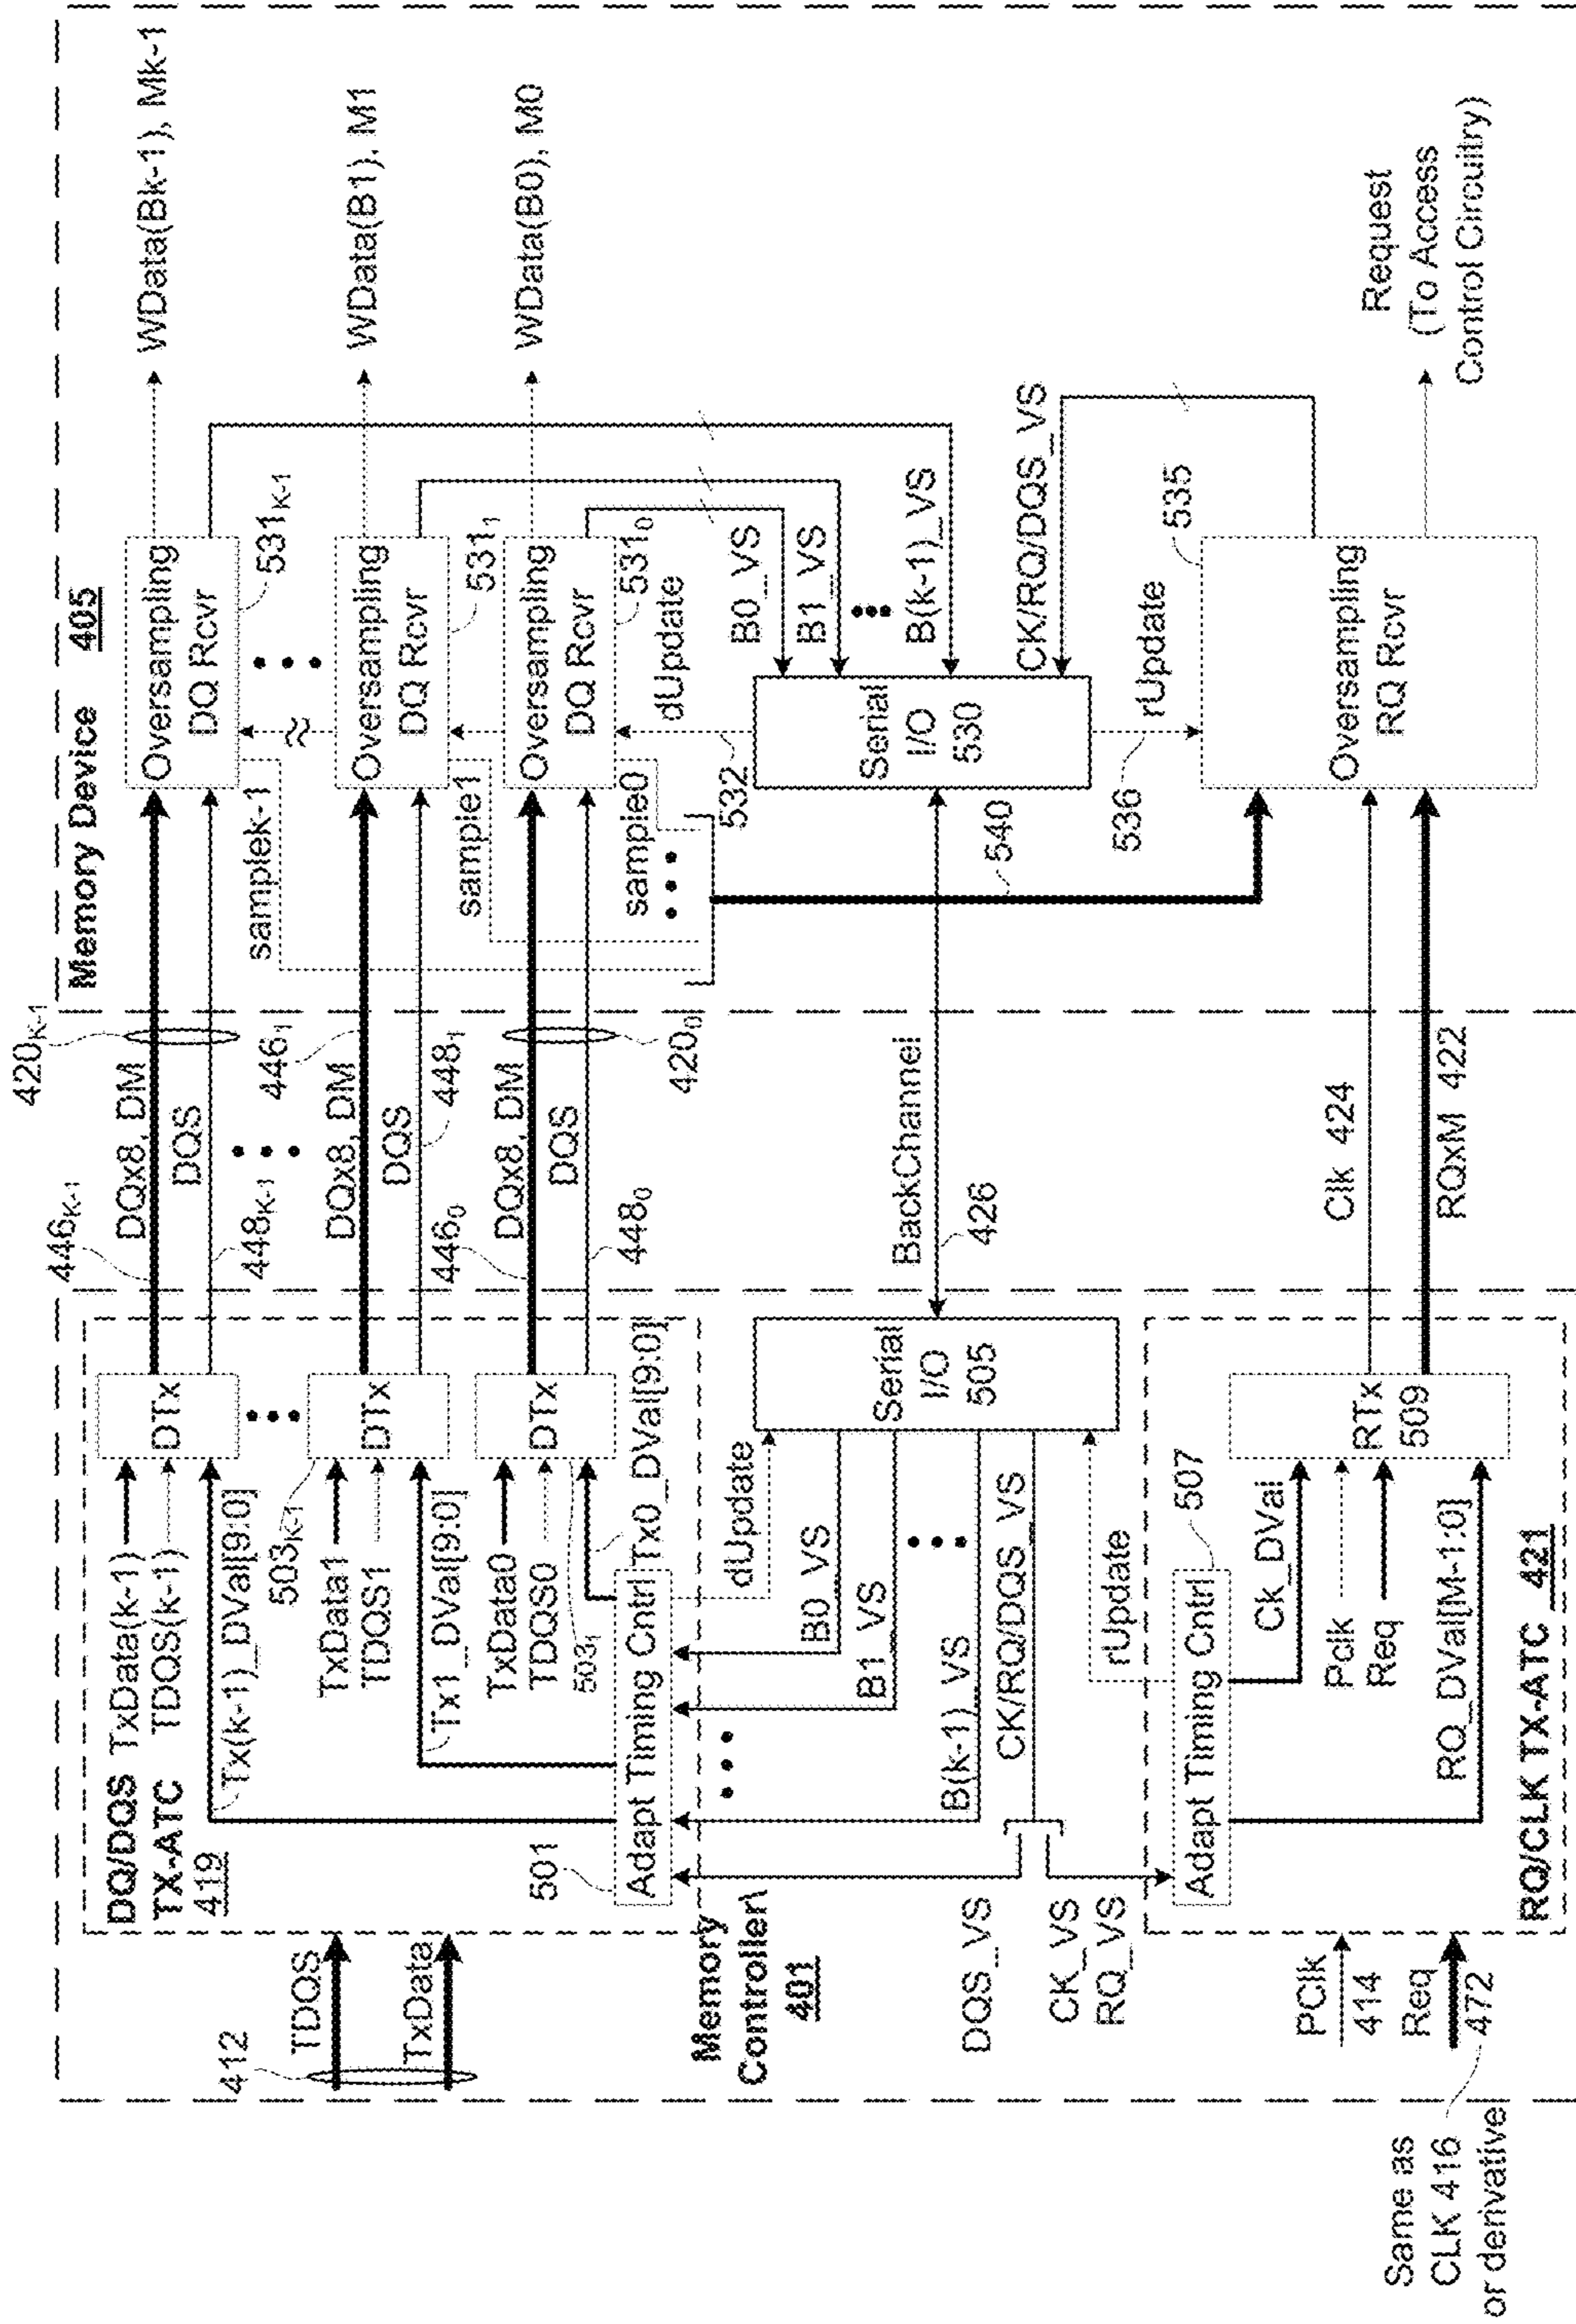 Memory Device 405
WData(Bk-1), Mk-1
WData(B1), M1
WData(B0), M0
Oversampling
DQ Rcvr
531K-1
Oversampling
DQ Rcvr
531₁
Oversampling
DQ Rcvr
531₀
samplek-1
sample1
sample0
dUpdate
532
B0_VS
B1_VS
B(k-1)_VS
CK/RQ/DQS_VS
Serial
I/O
530
540
rUpdate
536
535
Oversampling
RQ Rcvr
Request
(To Access
Control Circuitry)
420K-1
446K-1
DQx8, DM
DQS
448K-1
446₁
DQx8, DM
DQS
448₁
446₀
DQx8, DM
DQS
448₀
420₀
BackChannel
426
Clk 424
RQxM 422
DQ/DQS
TX-ATC
419
TxData(k-1)
TDQS(k-1)
Tx(k-1)_DVal[9:0]
DTx
503K-1
TxData1
TDQS1
Tx1_DVal[9:0]
DTx
TxData0
TDQS0
503₁
Tx0_DVal[9:0]
DTx
501
Adapt Timing Cntrl
dUpdate
B0_VS
B1_VS
B(k-1)_VS
CK/RQ/DQS_VS
Serial
I/O
505
rUpdate
507
Adapt Timing Cntrl
Ck_DVal
Pclk
Req
RQ_DVal[M-1:0]
RTx
509
RQ/CLK TX-ATC 421
412
TDQS
TxData
Memory
Controller\
401
DQS_VS
CK_VS
RQ_VS
PClk
414
Req
472
Same as
CLK 416
or derivative